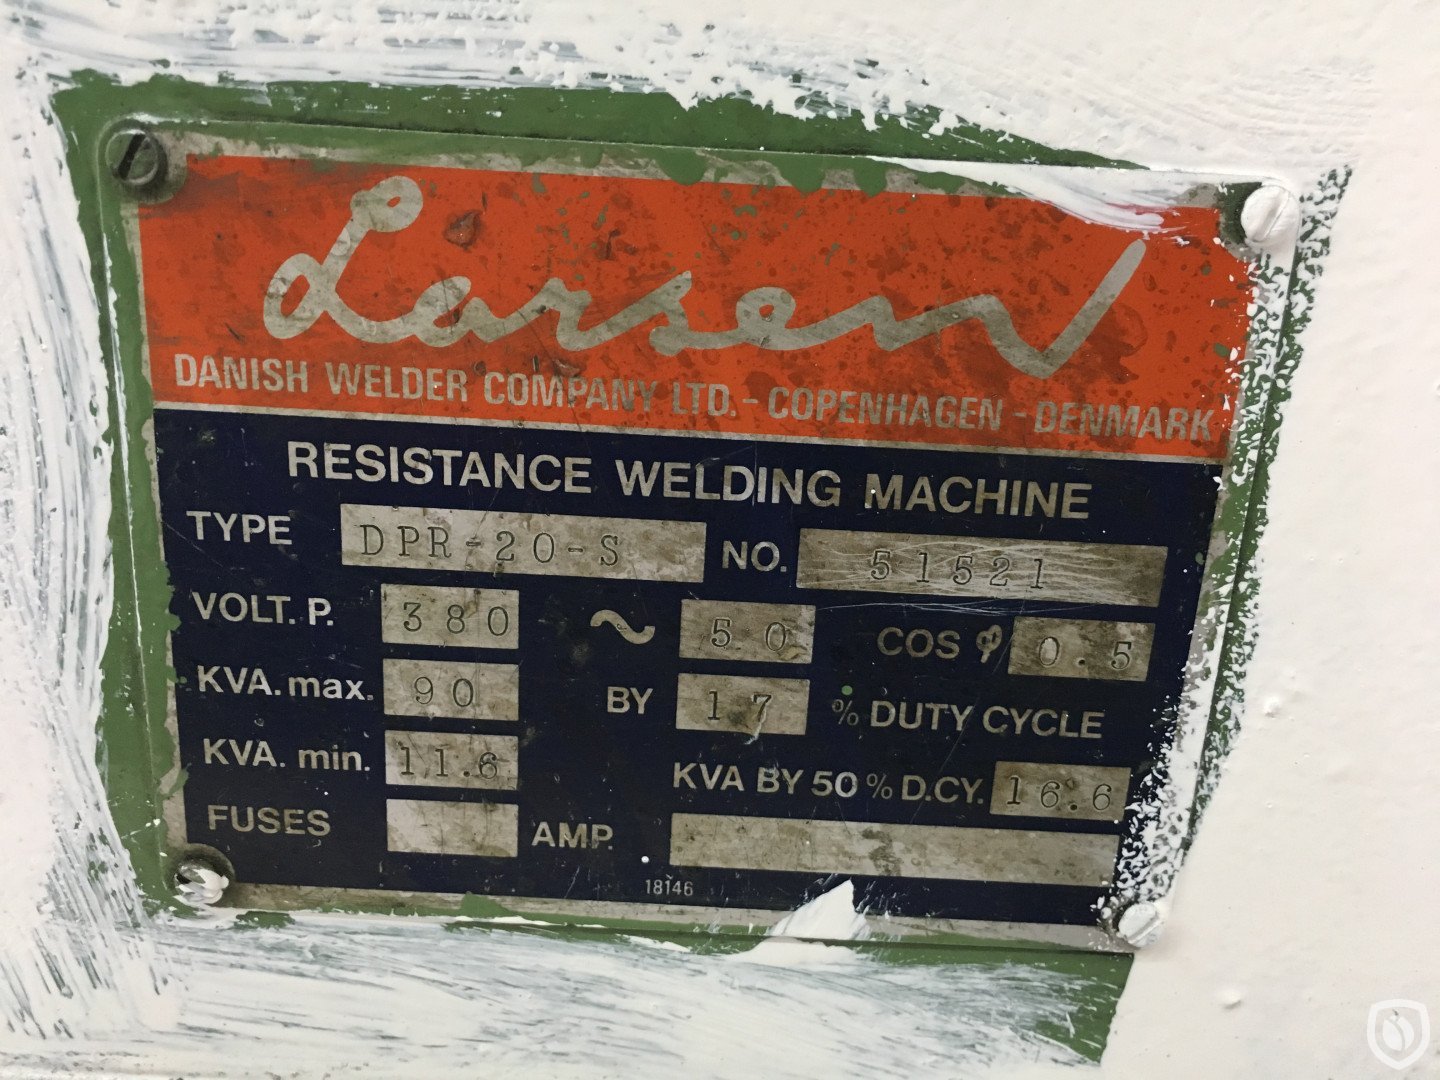 Larsen
DANISH WELDER COMPANY LTD. - COPENHAGEN - DENMARK
RESISTANCE WELDING MACHINE
TYPE DPR-20-S NO. 51521
VOLT. P. 380 ~ 50 COS φ 0.5
KVA. max. 90 BY 17 % DUTY CYCLE
KVA. min. 11.6 KVA BY 50 % D.CY. 16.6
FUSES AMP.
18146